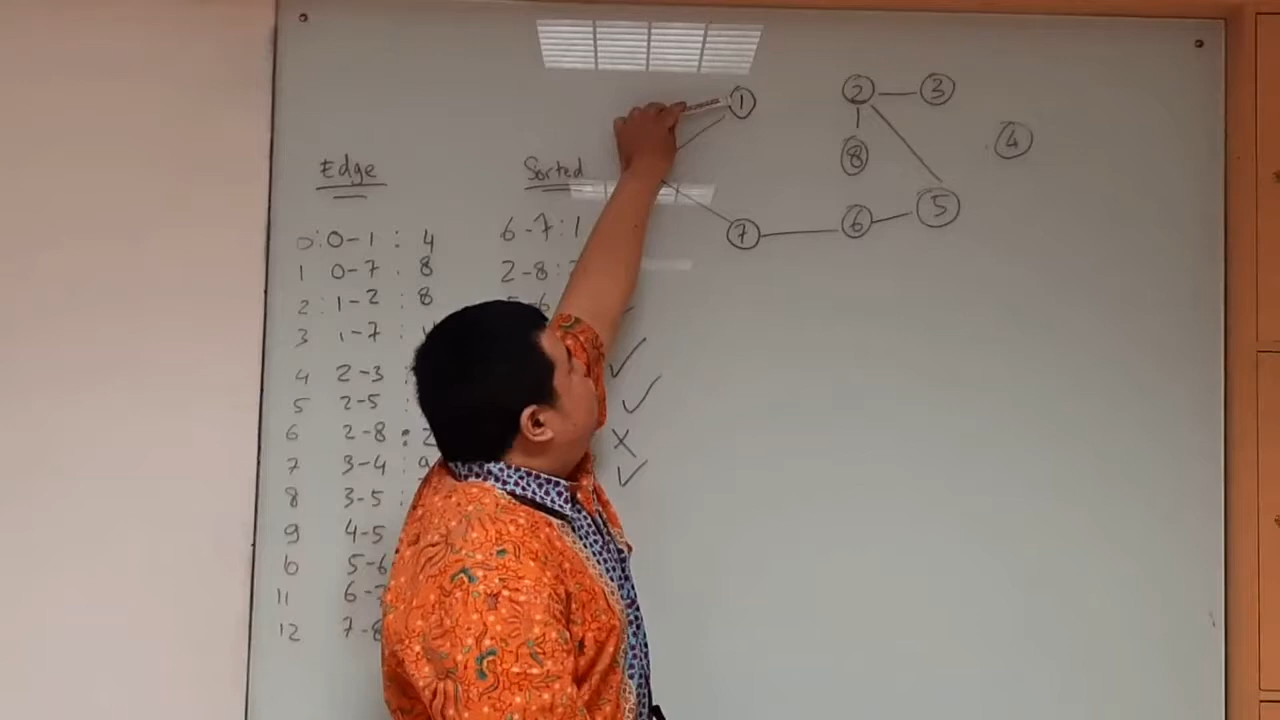 Edge
0: 0-1 : 4
1 0-7 : 8
2 : 1-2 : 8
3 1-7 :
4 2-3 :
5 2-5 :
6 2-8 : 2
7 3-4 : 9
8 3-5 :
9 4-5
10 5-6
11 6-7
12 7-8
Sorted
6-7 : 1
2-8 :
5-6
✓
✓
X
✓
1
2
3
8
4
7
6
5